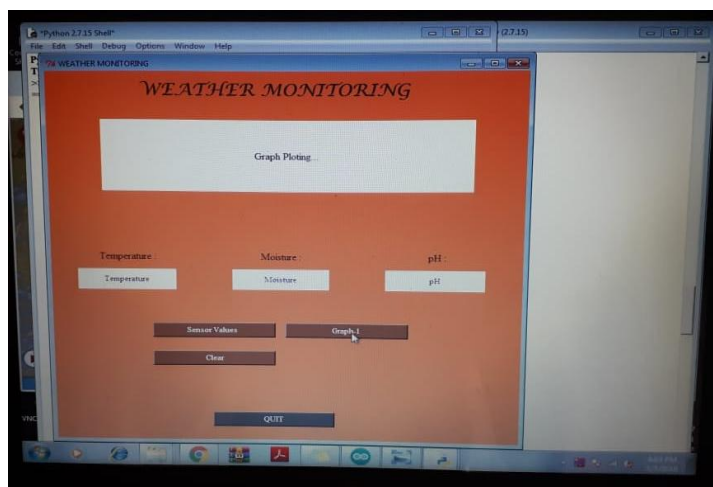 *Python 2.7.15 Shell*
(2.7.15)
File Edit Shell Debug Options Window Help
WEATHER MONITORING
WEATHER MONITORING
Graph Ploting...
Temperature :
Moisture :
pH :
Temperature
Moisture
pH
Sensor Values
Graph-1
Clear
QUIT
VNC